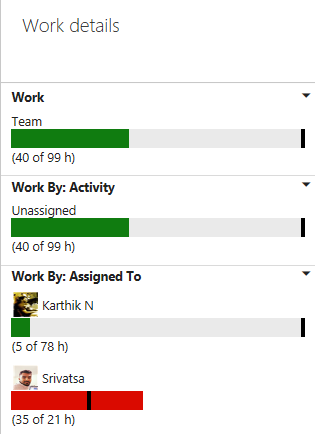 Work details
Work
Team
(40 of 99 h)
Work By: Activity
Unassigned
(40 of 99 h)
Work By: Assigned To
Karthik N
(5 of 78 h)
Srivatsa
(35 of 21 h)